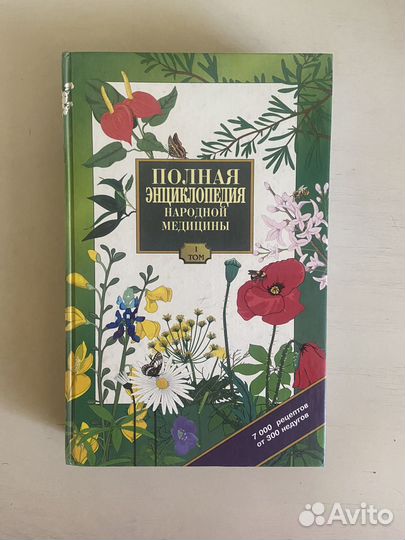 ПОЛНАЯ
ЭНЦИКЛОПЕДИЯ
НАРОДНОЙ
МЕДИЦИНЫ
1
ТОМ
7 000 рецептов
от 300 недугов
Avito